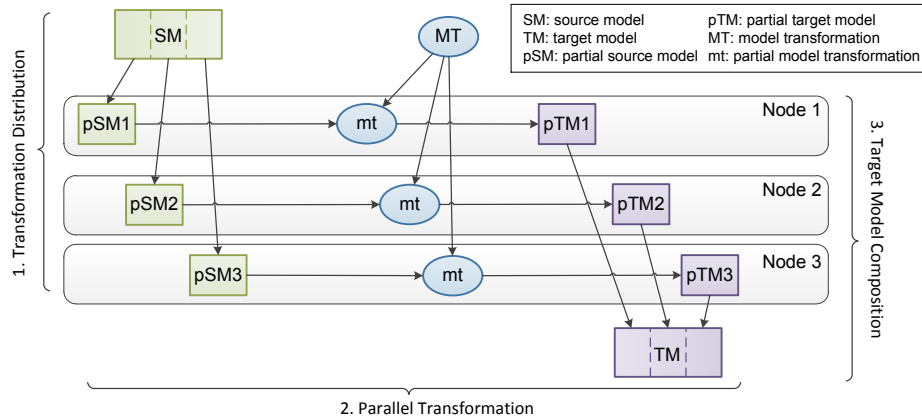 SM
MT
SM: source model
TM: target model
pSM: partial source model
pTM: partial target model
MT: model transformation
mt: partial model transformation
1. Transformation Distribution
pSM1
mt
pTM1
Node 1
pSM2
mt
pTM2
Node 2
pSM3
mt
pTM3
Node 3
3. Target Model Composition
TM
2. Parallel Transformation